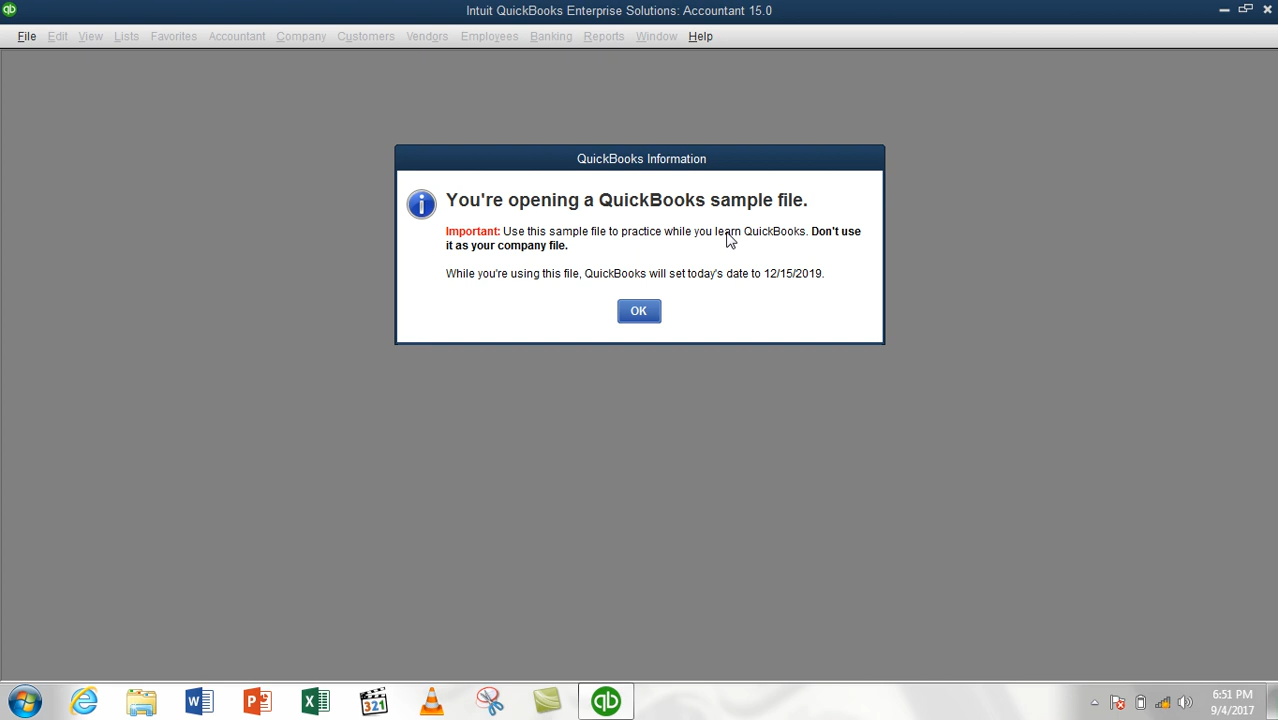 qb
Intuit QuickBooks Enterprise Solutions: Accountant 15.0
File Edit View Lists Favorites Accountant Company Customers Vendors Employees Banking Reports Window Help
QuickBooks Information
You're opening a QuickBooks sample file.
Important: Use this sample file to practice while you learn QuickBooks. Don't use
it as your company file.
While you're using this file, QuickBooks will set today's date to 12/15/2019.
OK
321
qb
6:51 PM
9/4/2017